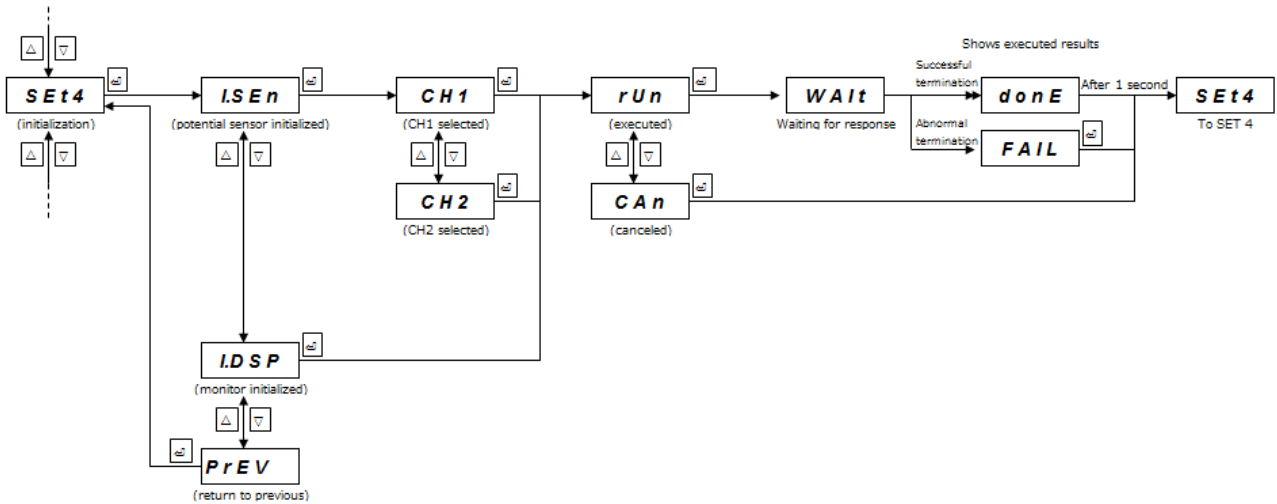 Shows executed results
Successful
termination
After 1 second
SEt4
I.SEn
CH1
rUn
WAIt
donE
SEt4
(initialization)
(potential sensor initialized)
(CH1 selected)
(executed)
Waiting for response
Abnormal
termination
To SET 4
FAIL
CH2
CAn
(CH2 selected)
(canceled)
I.DSP
(monitor initialized)
PrEV
(return to previous)